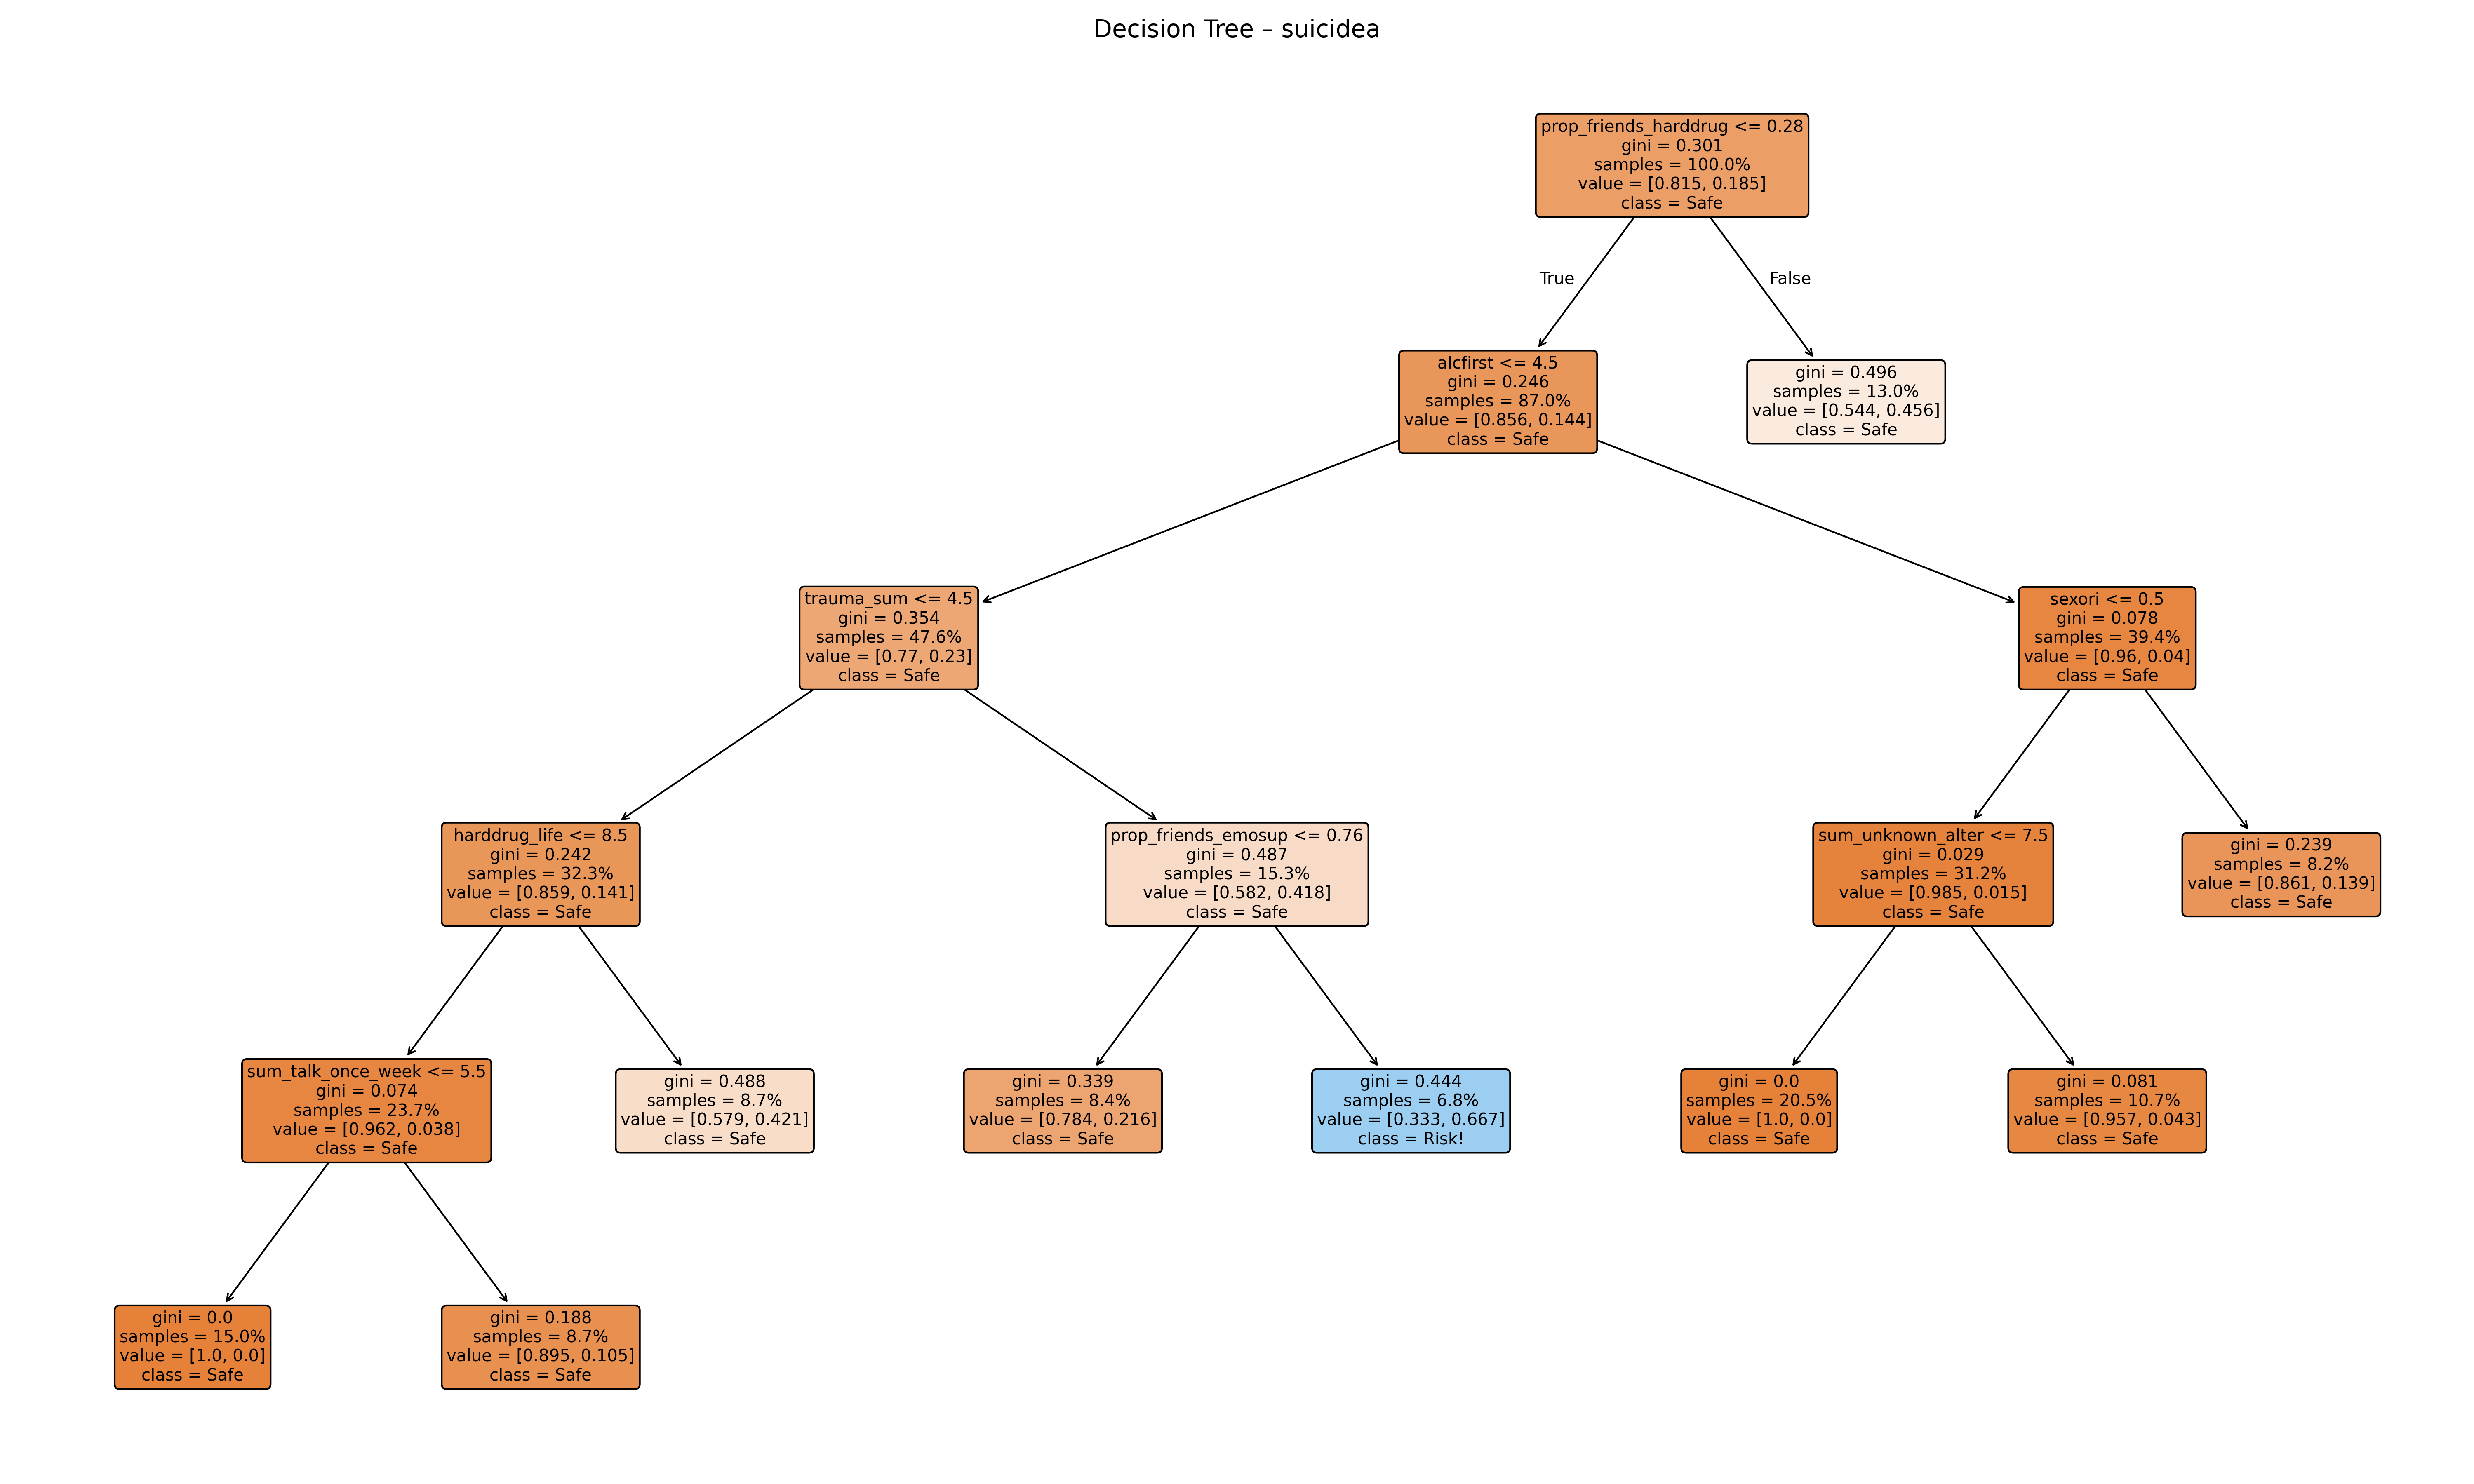 Decision Tree – suicidea
prop_friends_harddrug <= 0.28
gini = 0.301
samples = 100.0%
value = [0.815, 0.185]
class = Safe
True
False
alcfirst <= 4.5
gini = 0.246
samples = 87.0%
value = [0.856, 0.144]
class = Safe
gini = 0.496
samples = 13.0%
value = [0.544, 0.456]
class = Safe
trauma_sum <= 4.5
gini = 0.354
samples = 47.6%
value = [0.77, 0.23]
class = Safe
sexori <= 0.5
gini = 0.078
samples = 39.4%
value = [0.96, 0.04]
class = Safe
harddrug_life <= 8.5
gini = 0.242
samples = 32.3%
value = [0.859, 0.141]
class = Safe
prop_friends_emosup <= 0.76
gini = 0.487
samples = 15.3%
value = [0.582, 0.418]
class = Safe
sum_unknown_alter <= 7.5
gini = 0.029
samples = 31.2%
value = [0.985, 0.015]
class = Safe
gini = 0.239
samples = 8.2%
value = [0.861, 0.139]
class = Safe
sum_talk_once_week <= 5.5
gini = 0.074
samples = 23.7%
value = [0.962, 0.038]
class = Safe
gini = 0.488
samples = 8.7%
value = [0.579, 0.421]
class = Safe
gini = 0.339
samples = 8.4%
value = [0.784, 0.216]
class = Safe
gini = 0.444
samples = 6.8%
value = [0.333, 0.667]
class = Risk!
gini = 0.0
samples = 20.5%
value = [1.0, 0.0]
class = Safe
gini = 0.081
samples = 10.7%
value = [0.957, 0.043]
class = Safe
gini = 0.0
samples = 15.0%
value = [1.0, 0.0]
class = Safe
gini = 0.188
samples = 8.7%
value = [0.895, 0.105]
class = Safe